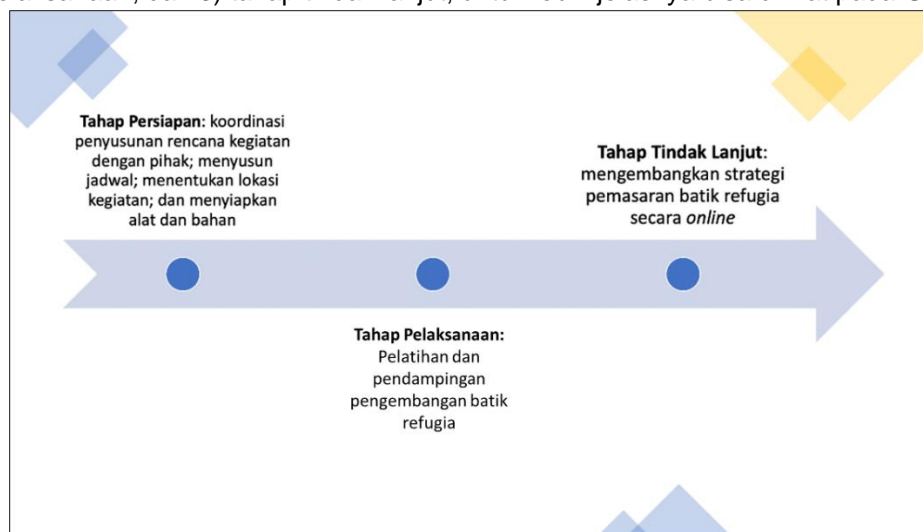 Tahap Persiapan: koordinasi
penyusunan rencana kegiatan
dengan pihak; menyusun
jadwal; menentukan lokasi
kegiatan; dan menyiapkan
alat dan bahan
Tahap Pelaksanaan:
Pelatihan dan
pendampingan
pengembangan batik
refugia
Tahap Tindak Lanjut:
mengembangkan strategi
pemasaran batik refugia
secara online